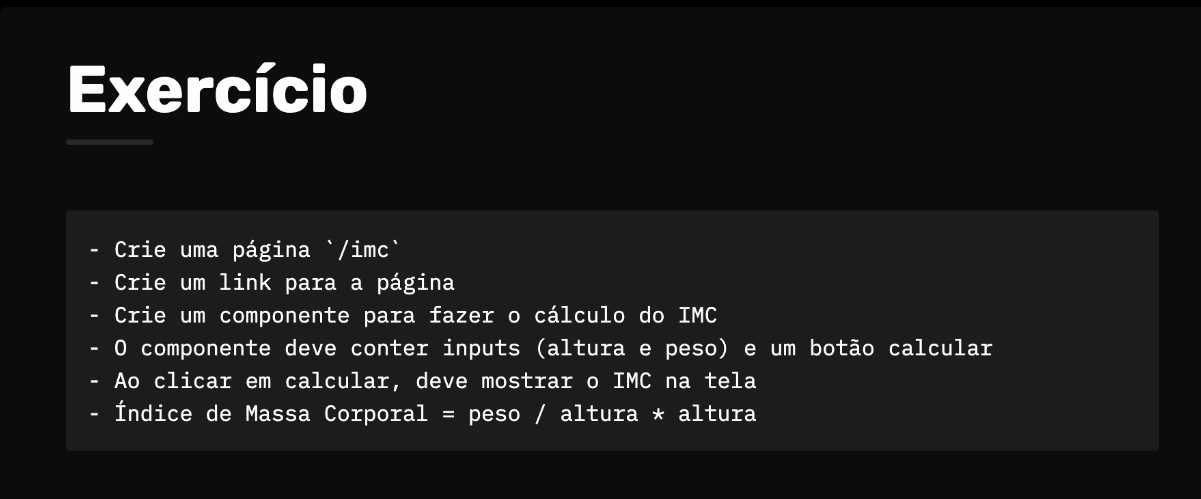 Exercício
- Crie uma página `/imc`
- Crie um link para a página
- Crie um componente para fazer o cálculo do IMC
- O componente deve conter inputs (altura e peso) e um botão calcular
- Ao clicar em calcular, deve mostrar o IMC na tela
- Índice de Massa Corporal = peso / altura * altura